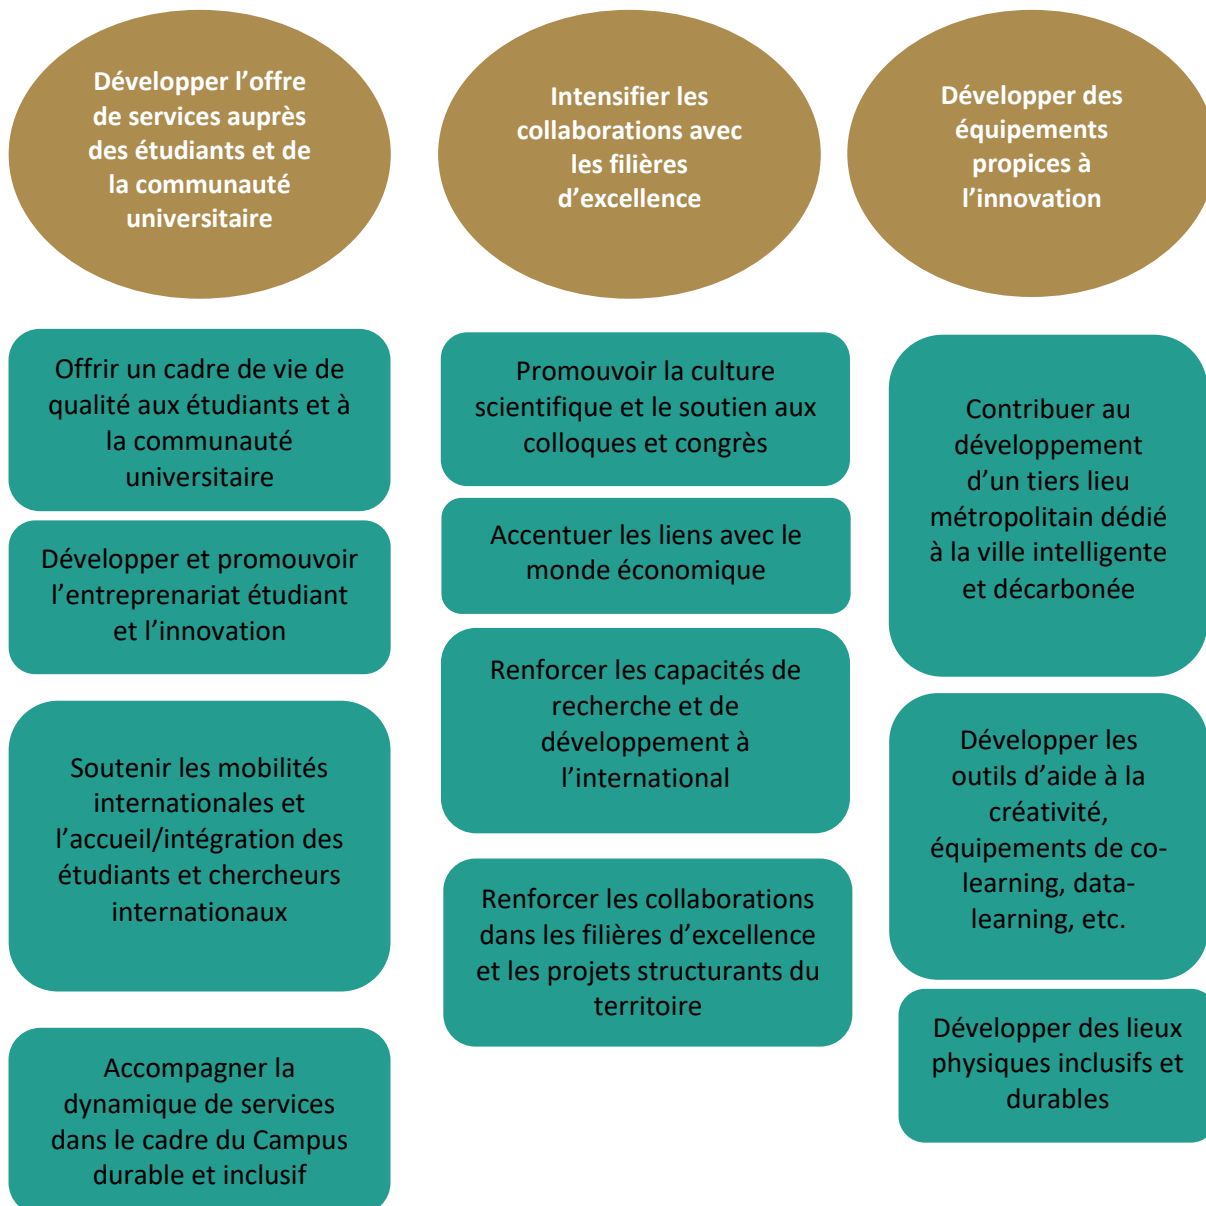 Développer l’offre
de services auprès
des étudiants et de
la communauté
universitaire
Offrir un cadre de vie de
qualité aux étudiants et à
la communauté
universitaire
Développer et promouvoir
l’entreprenariat étudiant
et l’innovation
Soutenir les mobilités
internationales et
l’accueil/intégration des
étudiants et chercheurs
internationaux
Accompagner la
dynamique de services
dans le cadre du Campus
durable et inclusif
Intensifier les
collaborations avec
les filières
d’excellence
Promouvoir la culture
scientifique et le soutien aux
colloques et congrès
Accentuer les liens avec le
monde économique
Renforcer les capacités de
recherche et de
développement à
l’international
Renforcer les collaborations
dans les filières d’excellence
et les projets structurants du
territoire
Développer des
équipements
propices à
l’innovation
Contribuer au
développement
d’un tiers lieu
métropolitain dédié
à la ville intelligente
et décarbonée
Développer les
outils d’aide à la
créativité,
équipements de co-
learning, data-
learning, etc.
Développer des lieux
physiques inclusifs et
durables